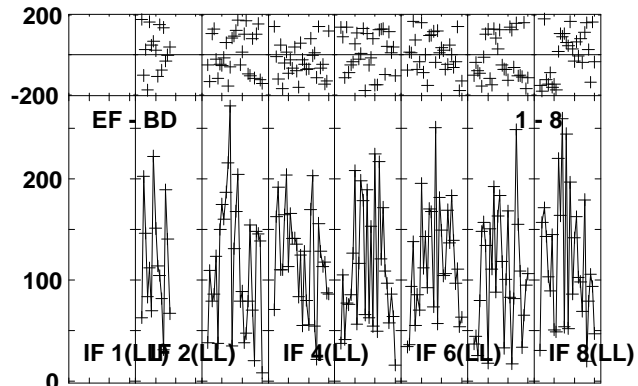 200
-200
EF - BD
1 - 8
200
100
IF 1(LL)
IF 2(LL)
IF 4(LL)
IF 6(LL)
IF 8(LL)
0